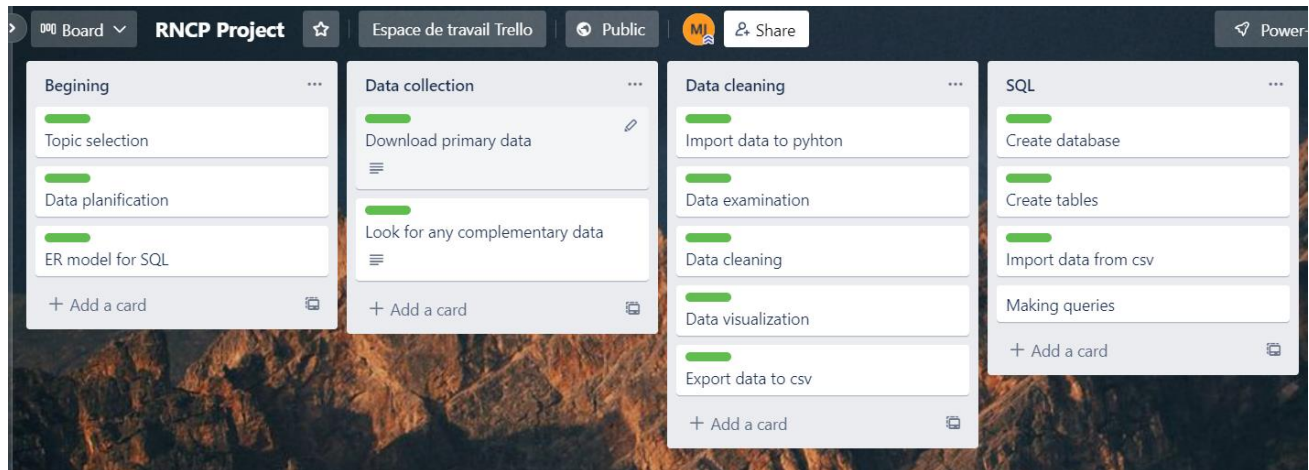 Board
RNCP Project
Espace de travail Trello
Public
MJ
Share
Power-
Begining
Topic selection
Data planification
ER model for SQL
+ Add a card
Data collection
Download primary data
Look for any complementary data
+ Add a card
Data cleaning
Import data to pyhton
Data examination
Data cleaning
Data visualization
Export data to csv
+ Add a card
SQL
Create database
Create tables
Import data from csv
Making queries
+ Add a card